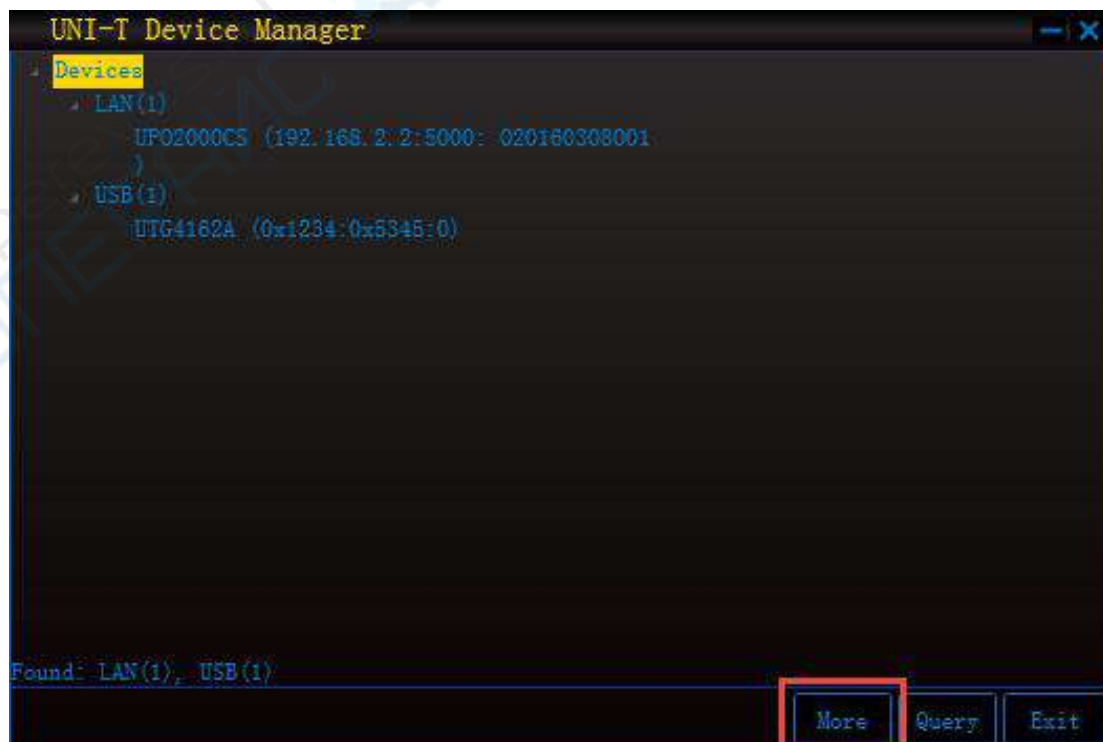 UNI-T Device Manager
Devices
LAN(1)
UPO2000CS (192.168.2.2:5000: 020160308001
)
USB(1)
UTG4162A (0x1234:0x5345:0)
Found: LAN(1), USB(1)
More Query Exit